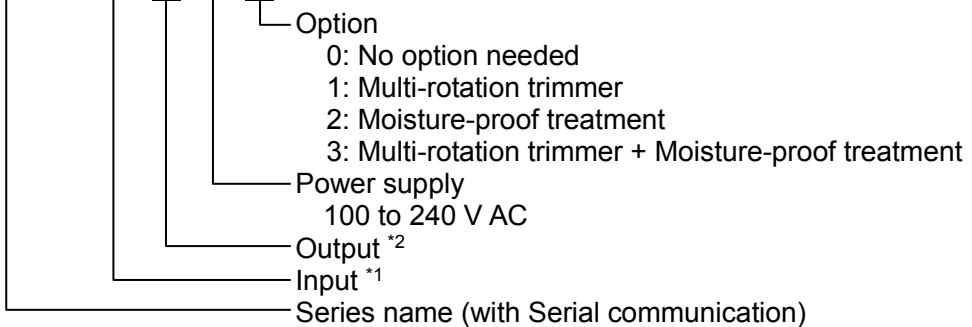 Option
0: No option needed
1: Multi-rotation trimmer
2: Moisture-proof treatment
3: Multi-rotation trimmer + Moisture-proof treatment
Power supply
100 to 240 V AC
Output *2
Input *1
Series name (with Serial communication)